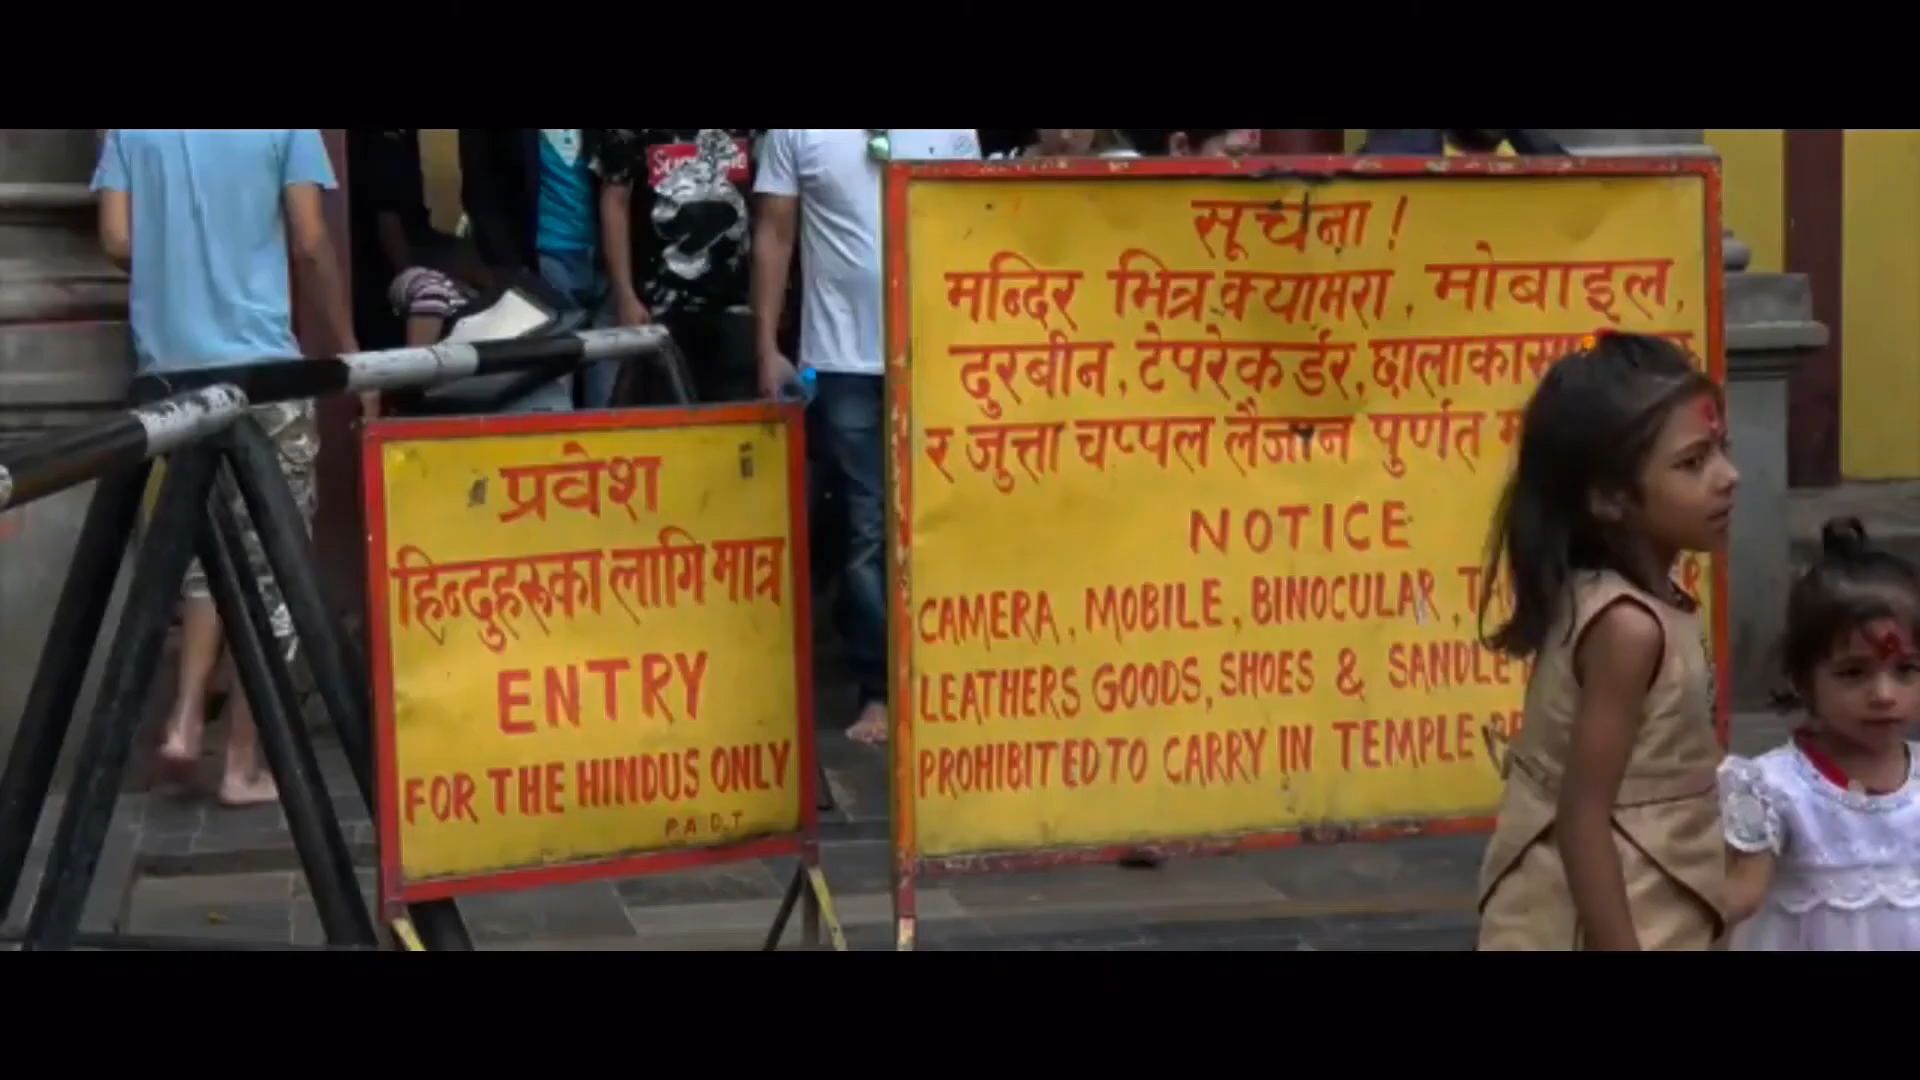 प्रवेश
हिन्दुहरूका लागि मात्र
ENTRY
FOR THE HINDUS ONLY
P.A.D.T
सूचना !
मन्दिर भित्र क्यामरा, मोबाइल,
दुरबीन, टेपरेकर्डर,
र जुत्ता चप्पल लैजान पुर्णत
NOTICE
CAMERA, MOBILE, BINOCULAR,
LEATHERS GOODS, SHOES & SANDLE
PROHIBITED TO CARRY IN TEMPLE